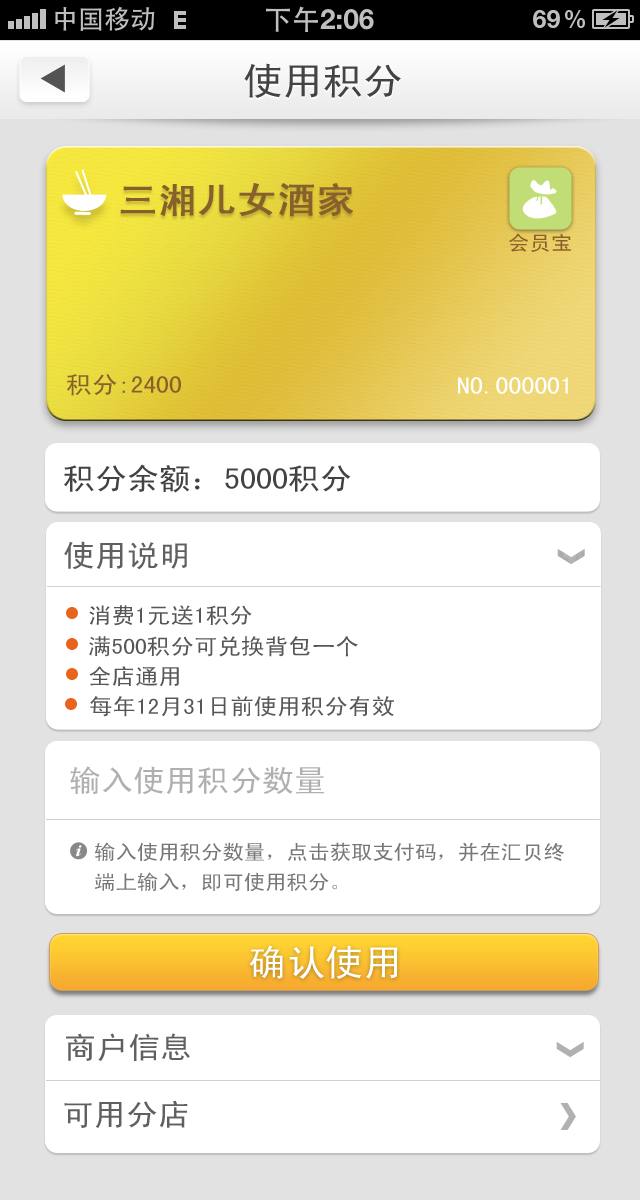 中国移动 E 下午2:06 69%
使用积分
三湘儿女酒家
会员宝
积分:2400 NO. 000001
积分余额：5000积分
使用说明
消费1元送1积分
满500积分可兑换背包一个
全店通用
每年12月31日前使用积分有效
输入使用积分数量
输入使用积分数量，点击获取支付码，并在汇贝终
端上输入，即可使用积分。
确认使用
商户信息
可用分店